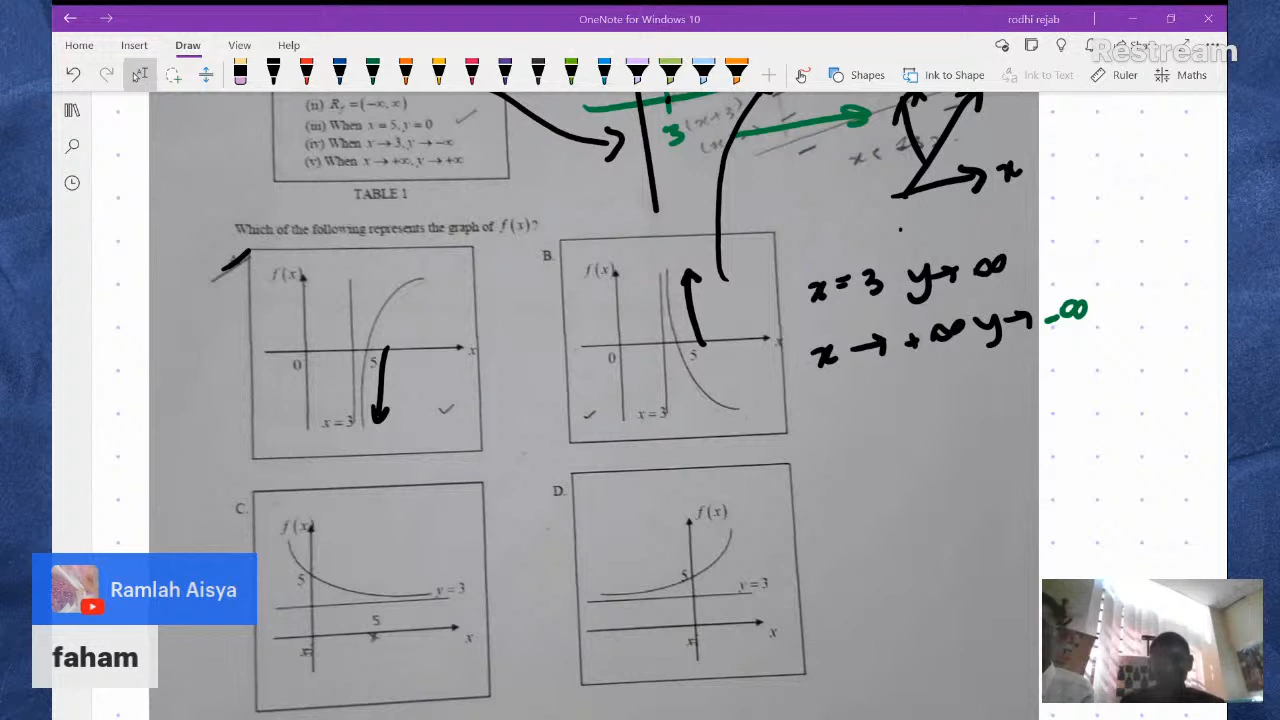 OneNote for Windows 10
rodhi rejab
Home Insert Draw View Help
Restream
Shapes Ink to Shape Ink to Text Ruler Maths
(ii) R_f = (−∞, ∞)
(iii) When x = 5, y = 0
(iv) When x → 3, y → −∞
(v) When x → +∞, y → +∞
TABLE 1
3
(x+3)
x
Which of the following represents the graph of f(x)?
f(x)
0
5
x
x = 3
B.
f(x)
0
5
x
x = 3
x = 3 y → ∞
x → +∞ y → -∞
C.
f(x)
5
y = 3
5
x
D.
f(x)
5
y = 3
x
Ramlah Aisya
faham